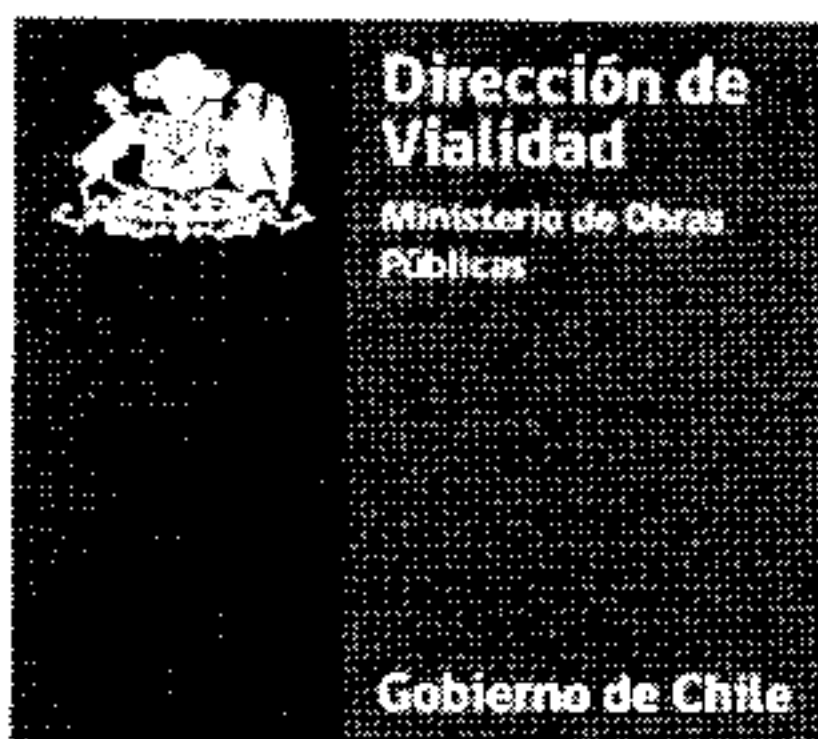 Dirección de
Vialidad
Ministerio de Obras
Públicas
Gobierno de Chile